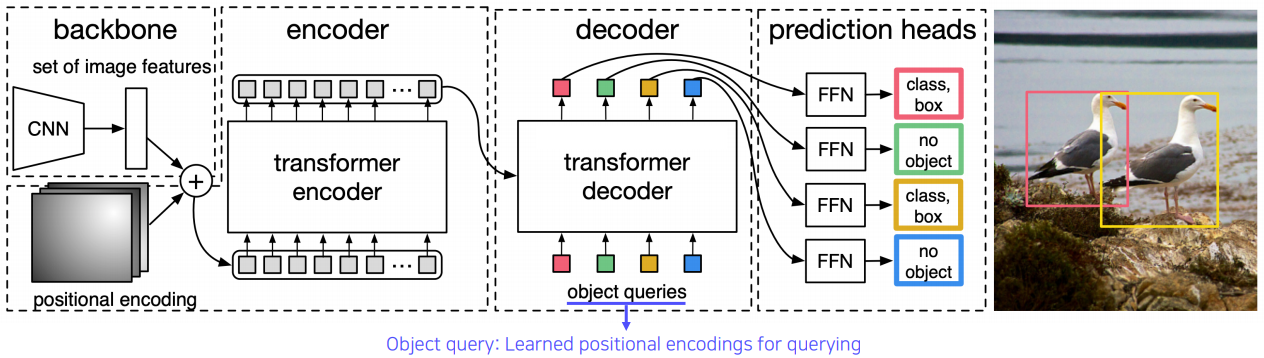 backbone
set of image features
CNN
+
positional encoding
encoder
...
transformer
encoder
...
decoder
transformer
decoder
object queries
prediction heads
FFN
class,
box
FFN
no
object
FFN
class,
box
FFN
no
object
Object query: Learned positional encodings for querying